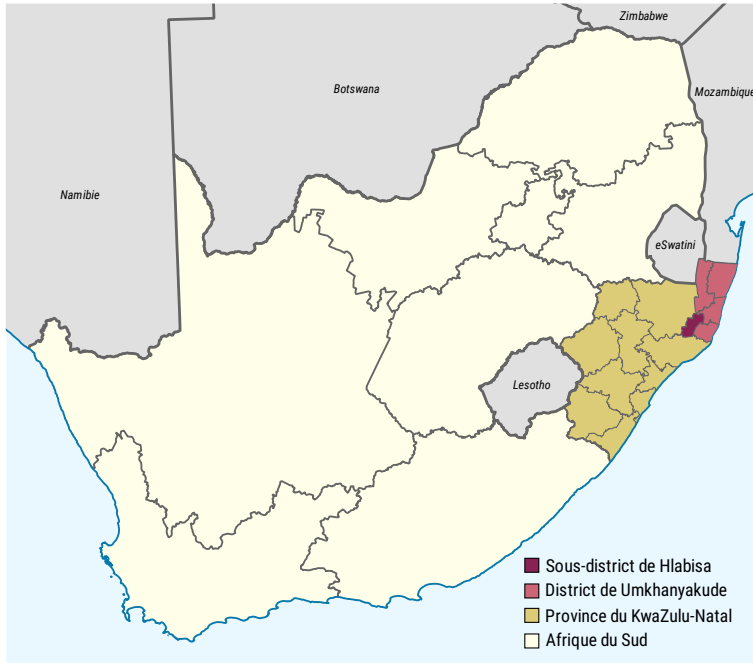 Zimbabwe
Botswana
Mozambique
Namibie
eSwatini
Lesotho
Sous-district de Hlabisa
District de Umkhanyakude
Province du KwaZulu-Natal
Afrique du Sud